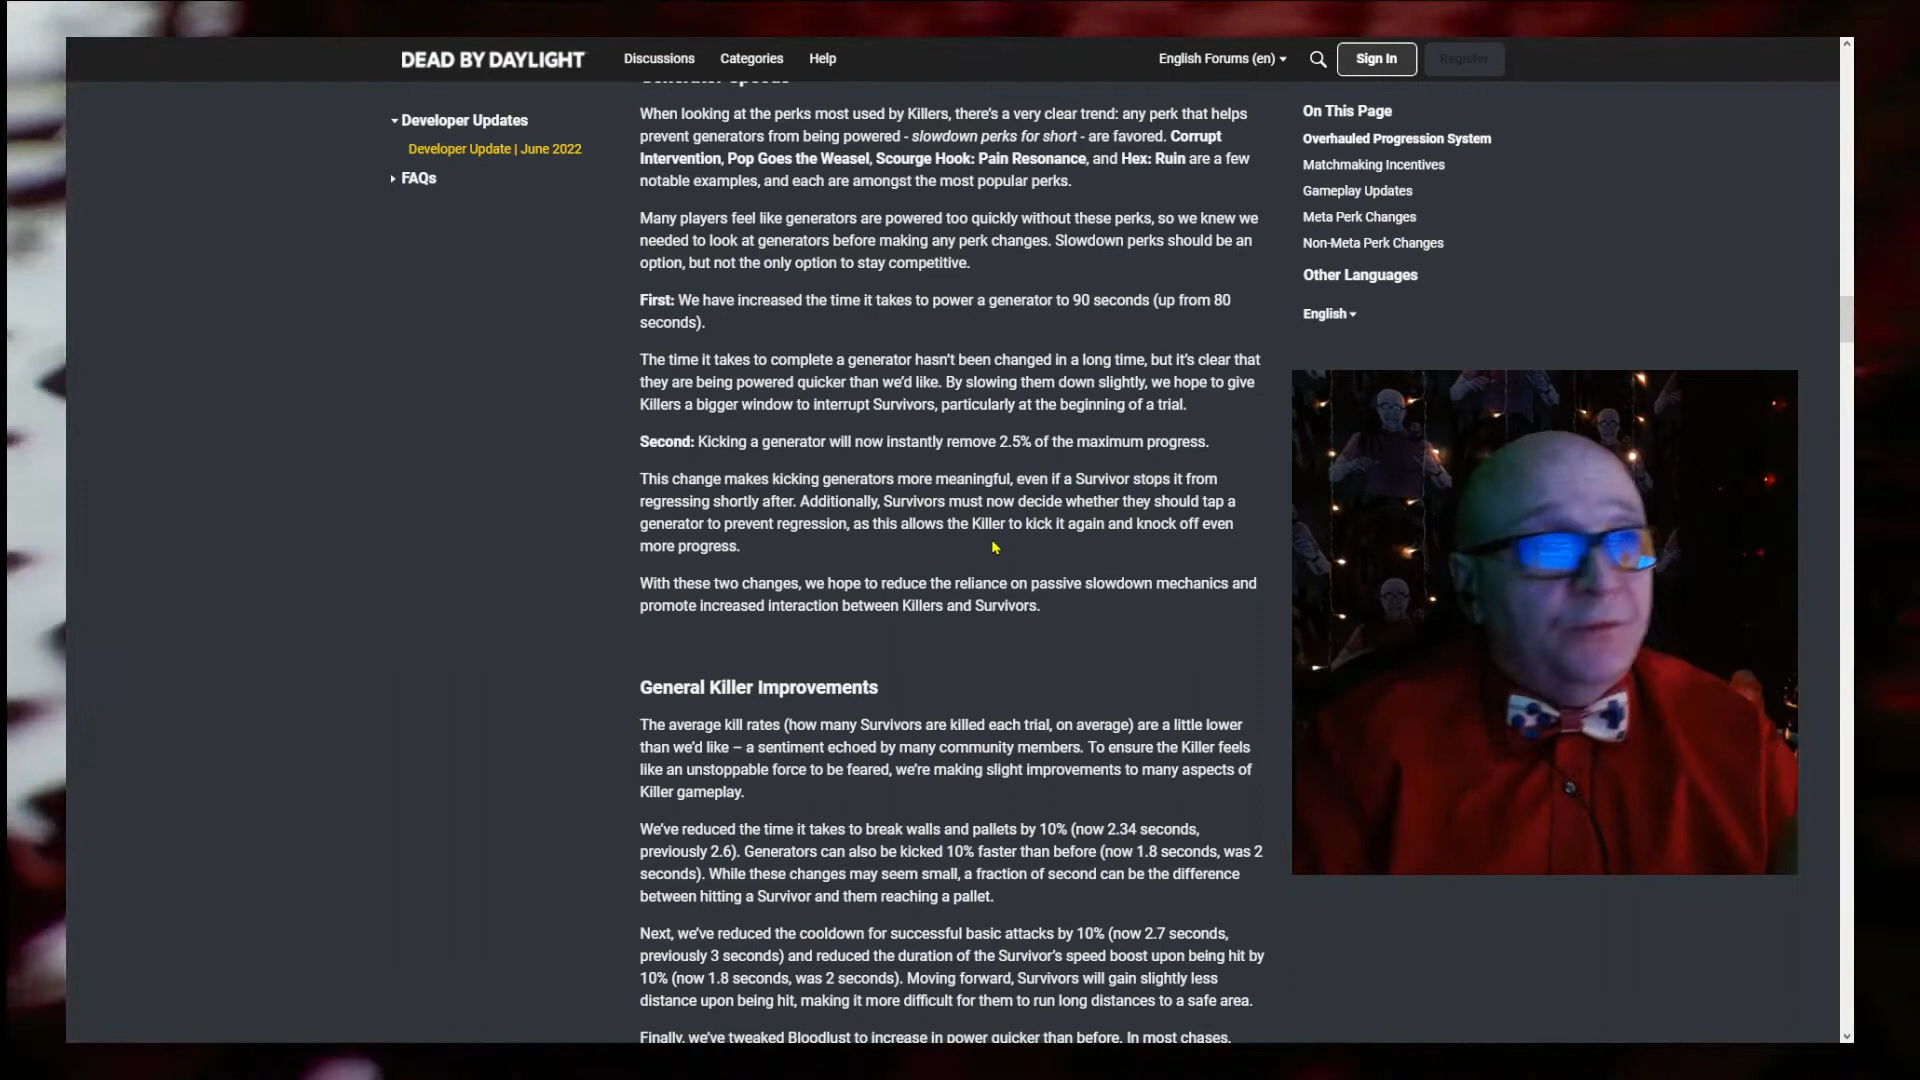 DEAD BY DAYLIGHT
Discussions
Categories
Help
English Forums (en)
Sign In
Register
Developer Updates
Developer Update | June 2022
FAQs
Generator Speeds
When looking at the perks most used by Killers, there's a very clear trend: any perk that helps
prevent generators from being powered - slowdown perks for short - are favored. Corrupt
Intervention, Pop Goes the Weasel, Scourge Hook: Pain Resonance, and Hex: Ruin are a few
notable examples, and each are amongst the most popular perks.
Many players feel like generators are powered too quickly without these perks, so we knew we
needed to look at generators before making any perk changes. Slowdown perks should be an
option, but not the only option to stay competitive.
First: We have increased the time it takes to power a generator to 90 seconds (up from 80
seconds).
The time it takes to complete a generator hasn't been changed in a long time, but it's clear that
they are being powered quicker than we'd like. By slowing them down slightly, we hope to give
Killers a bigger window to interrupt Survivors, particularly at the beginning of a trial.
Second: Kicking a generator will now instantly remove 2.5% of the maximum progress.
This change makes kicking generators more meaningful, even if a Survivor stops it from
regressing shortly after. Additionally, Survivors must now decide whether they should tap a
generator to prevent regression, as this allows the Killer to kick it again and knock off even
more progress.
With these two changes, we hope to reduce the reliance on passive slowdown mechanics and
promote increased interaction between Killers and Survivors.
General Killer Improvements
The average kill rates (how many Survivors are killed each trial, on average) are a little lower
than we'd like – a sentiment echoed by many community members. To ensure the Killer feels
like an unstoppable force to be feared, we're making slight improvements to many aspects of
Killer gameplay.
We've reduced the time it takes to break walls and pallets by 10% (now 2.34 seconds,
previously 2.6). Generators can also be kicked 10% faster than before (now 1.8 seconds, was 2
seconds). While these changes may seem small, a fraction of second can be the difference
between hitting a Survivor and them reaching a pallet.
Next, we've reduced the cooldown for successful basic attacks by 10% (now 2.7 seconds,
previously 3 seconds) and reduced the duration of the Survivor's speed boost upon being hit by
10% (now 1.8 seconds, was 2 seconds). Moving forward, Survivors will gain slightly less
distance upon being hit, making it more difficult for them to run long distances to a safe area.
Finally, we've tweaked Bloodlust to increase in power quicker than before. In most chases,
On This Page
Overhauled Progression System
Matchmaking Incentives
Gameplay Updates
Meta Perk Changes
Non-Meta Perk Changes
Other Languages
English